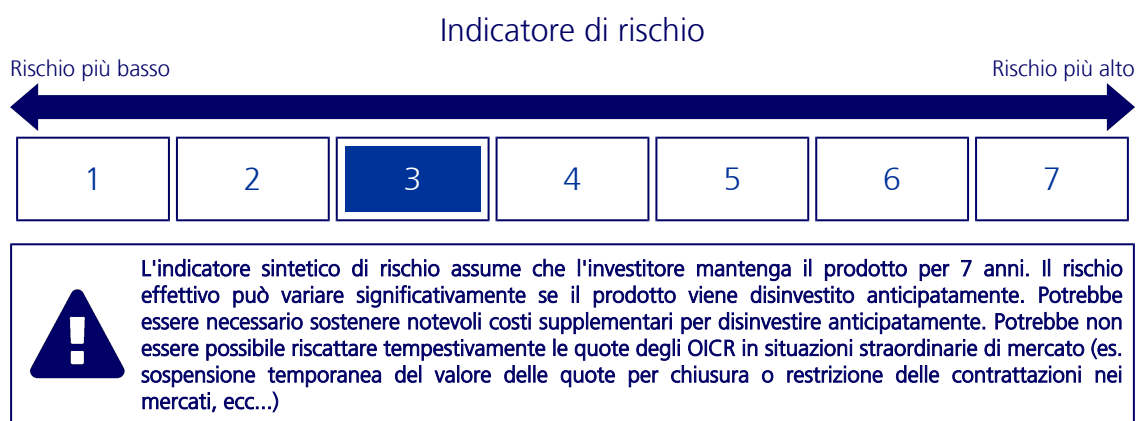 Indicatore di rischio
Rischio più basso
Rischio più alto
1 2 3 4 5 6 7
L'indicatore sintetico di rischio assume che l'investitore mantenga il prodotto per 7 anni. Il rischio
effettivo può variare significativamente se il prodotto viene disinvestito anticipatamente. Potrebbe
essere necessario sostenere notevoli costi supplementari per disinvestire anticipatamente. Potrebbe non
essere possibile riscattare tempestivamente le quote degli OICR in situazioni straordinarie di mercato (es.
sospensione temporanea del valore delle quote per chiusura o restrizione delle contrattazioni nei
mercati, ecc...)